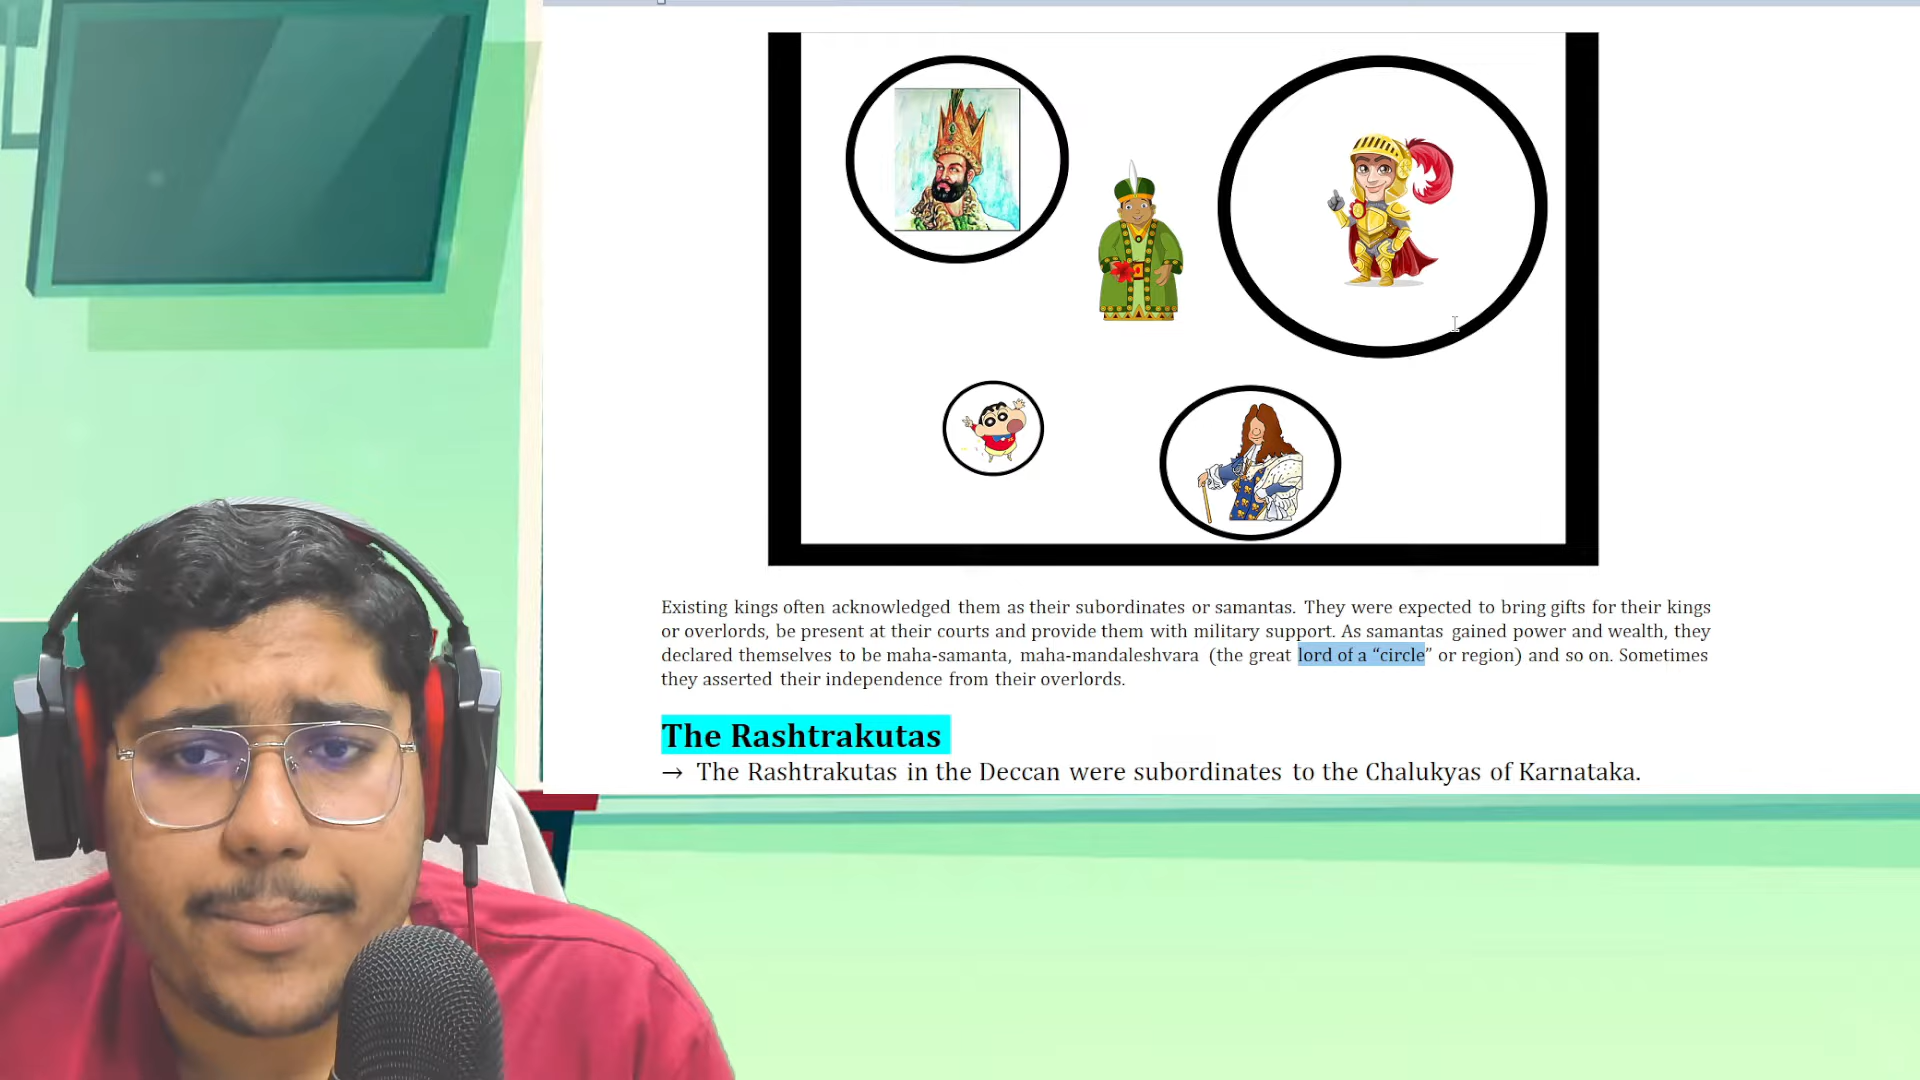 Existing kings often acknowledged them as their subordinates or samantas. They were expected to bring gifts for their kings
or overlords, be present at their courts and provide them with military support. As samantas gained power and wealth, they
declared themselves to be maha-samanta, maha-mandaleshvara (the great lord of a “circle” or region) and so on. Sometimes
they asserted their independence from their overlords.
The Rashtrakutas
→ The Rashtrakutas in the Deccan were subordinates to the Chalukyas of Karnataka.